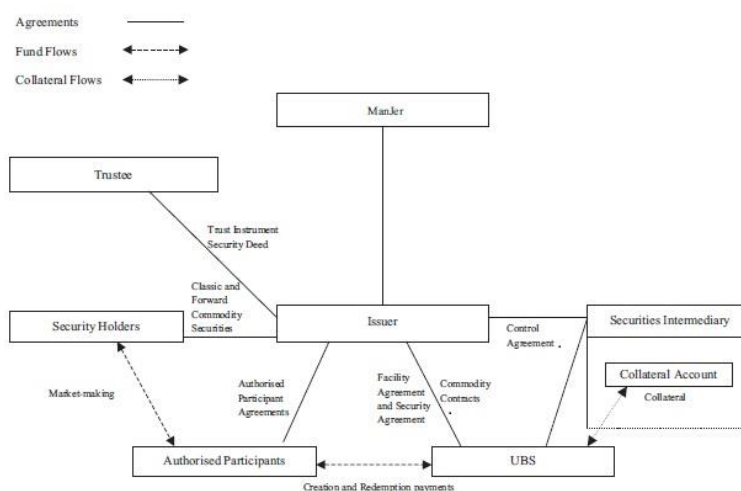 Agreements
Fund Flows
Collateral Flows
ManJer
Trustee
Trust Instrument
Security Deed
Classic and
Forward
Commodity
Securities
Security Holders
Issuer
Securities Intermediary
Control
Agreement
Collateral Account
Collateral
Market-making
Authorised
Participant
Agreements
Facility
Agreement
and Security
Agreement
Commodity
Contracts
Authorised Participants
UBS
Creation and Redemption payments